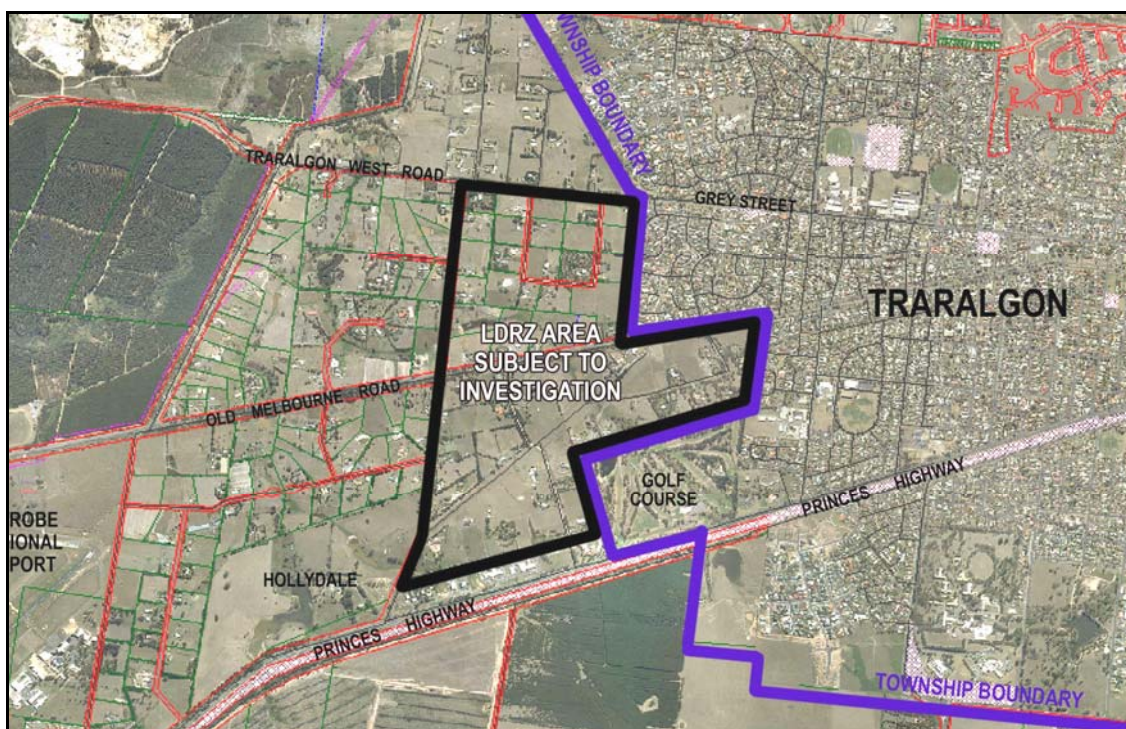 WNSHIP BOUNDARY
TRARALGON WEST ROAD
GREY STREET
TRARALGON
LDRZ AREA
SUBJECT TO
INVESTIGATION
OLD MELBOURNE ROAD
GOLF
COURSE
PRINCES HIGHWAY
ROBE
IONAL
PORT
HOLLYDALE
PRINCES HIGHWAY
TOWNSHIP BOUNDARY